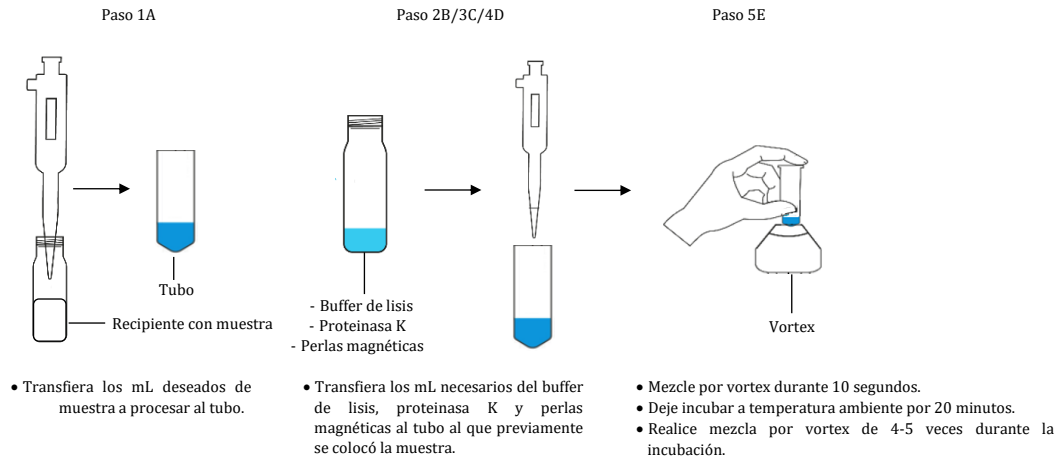 Paso 1A
Paso 2B/3C/4D
Paso 5E
Tubo
Recipiente con muestra
- Buffer de lisis
- Proteinasa K
- Perlas magnéticas
Vortex
• Transfiera los mL deseados de
muestra a procesar al tubo.
• Transfiera los mL necesarios del buffer
de lisis, proteinasa K y perlas
magnéticas al tubo al que previamente
se colocó la muestra.
• Mezcle por vortex durante 10 segundos.
• Deje incubar a temperatura ambiente por 20 minutos.
• Realice mezcla por vortex de 4-5 veces durante la
incubación.